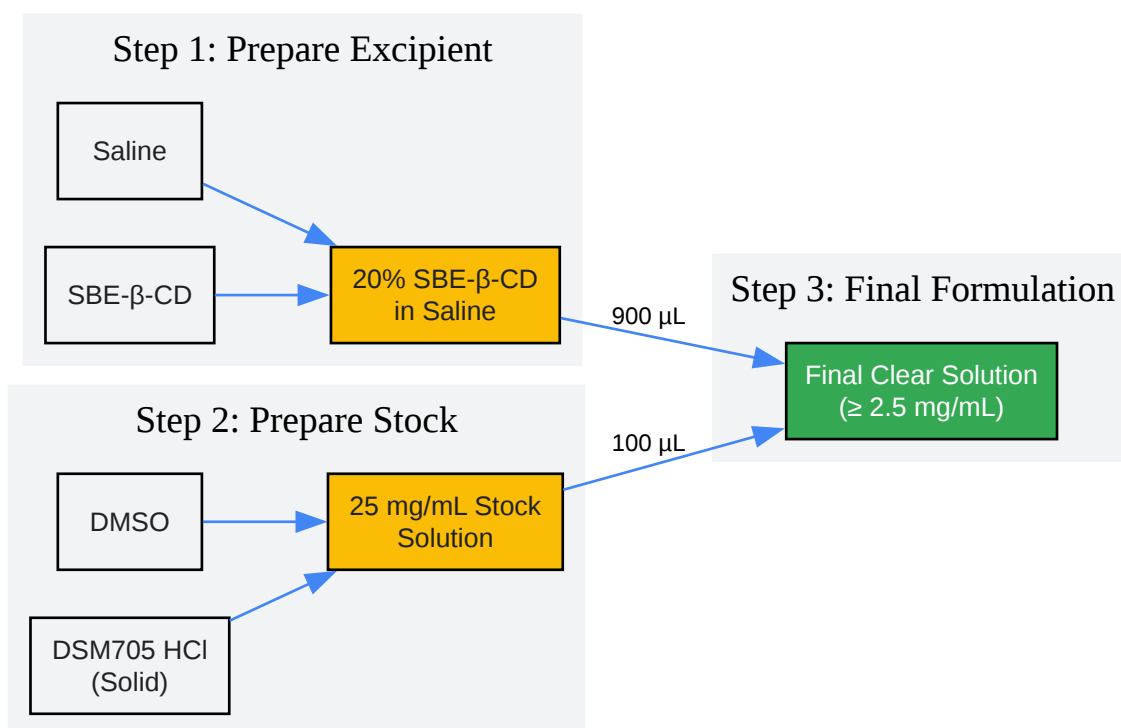 Step 1: Prepare Excipient
Saline
SBE-β-CD
20% SBE-β-CD
in Saline
900 µL
Step 2: Prepare Stock
DMSO
DSM705 HCl
(Solid)
25 mg/mL Stock
Solution
100 µL
Step 3: Final Formulation
Final Clear Solution
(≥ 2.5 mg/mL)